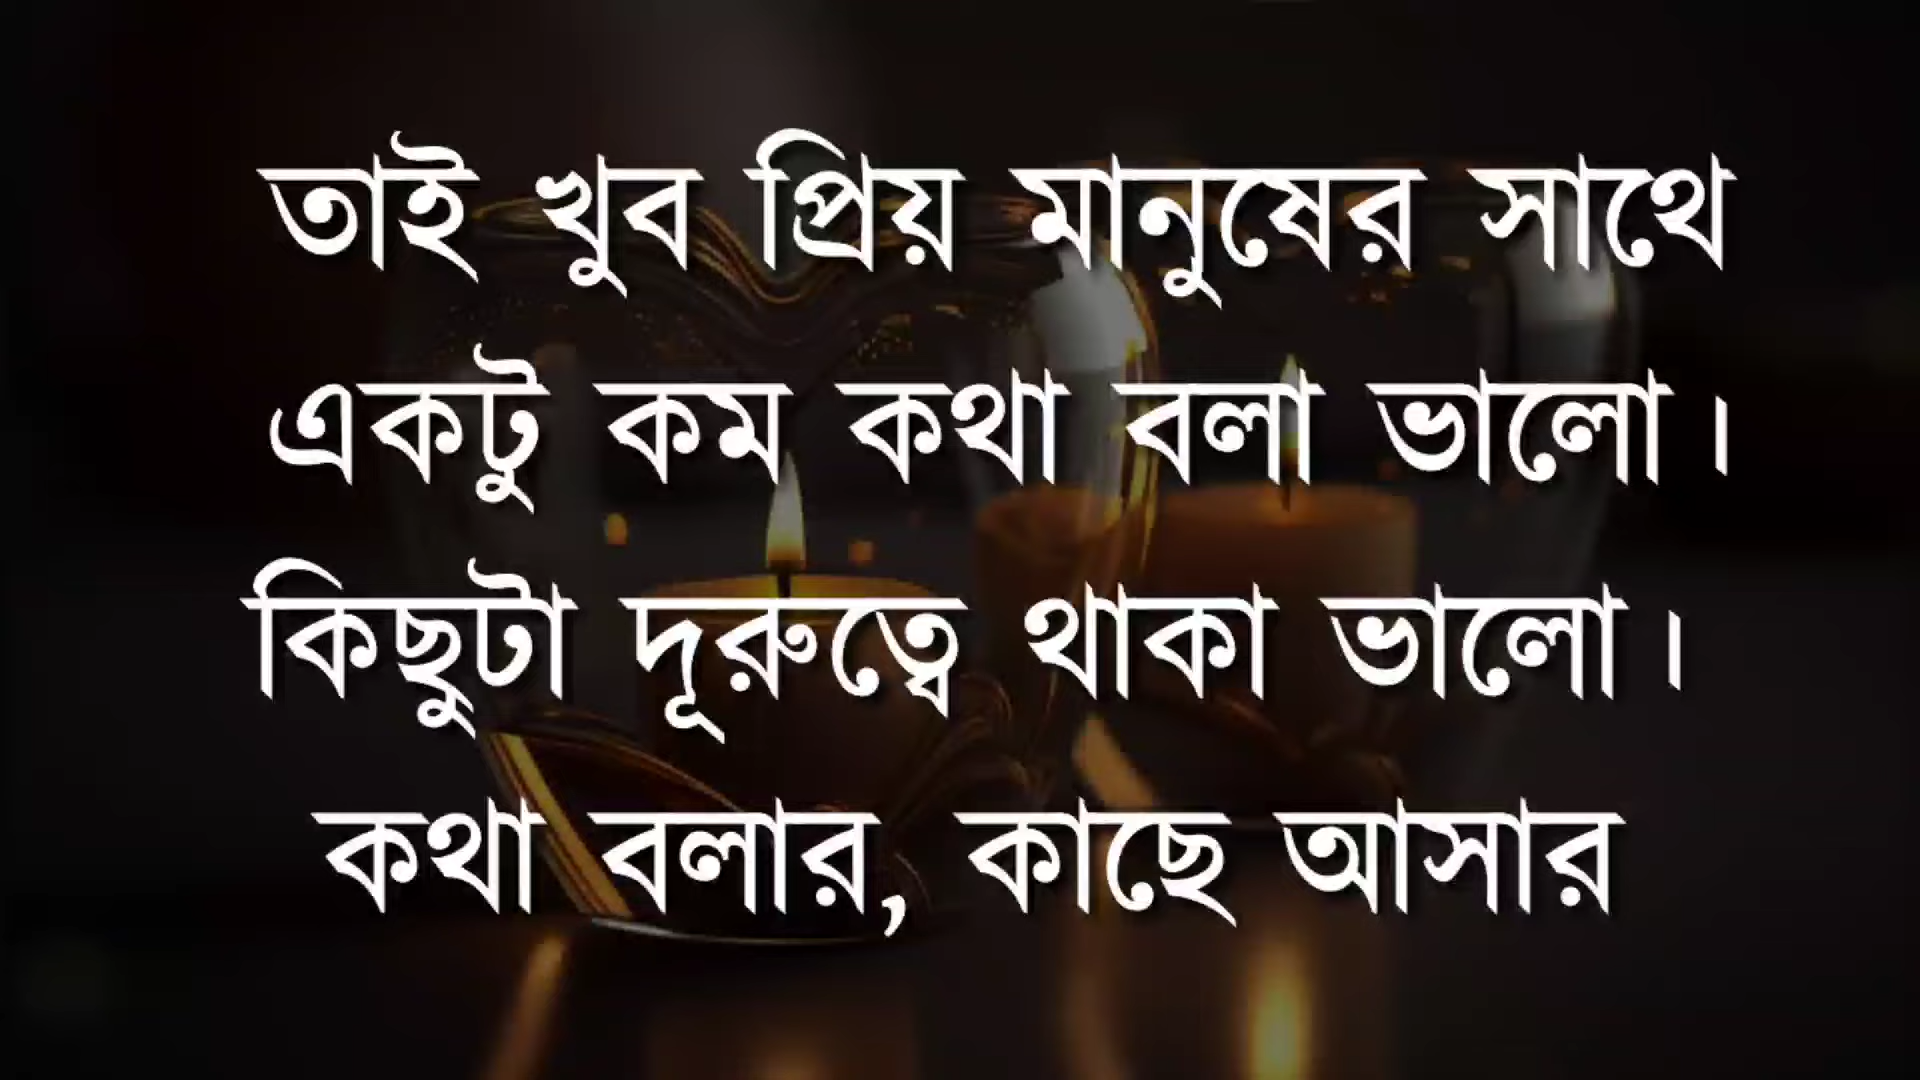 তাই খুব প্রিয় মানুষের সাথে
একটু কম কথা বলা ভালো।
কিছুটা দূরুত্বে থাকা ভালো।
কথা বলার, কাছে আসার